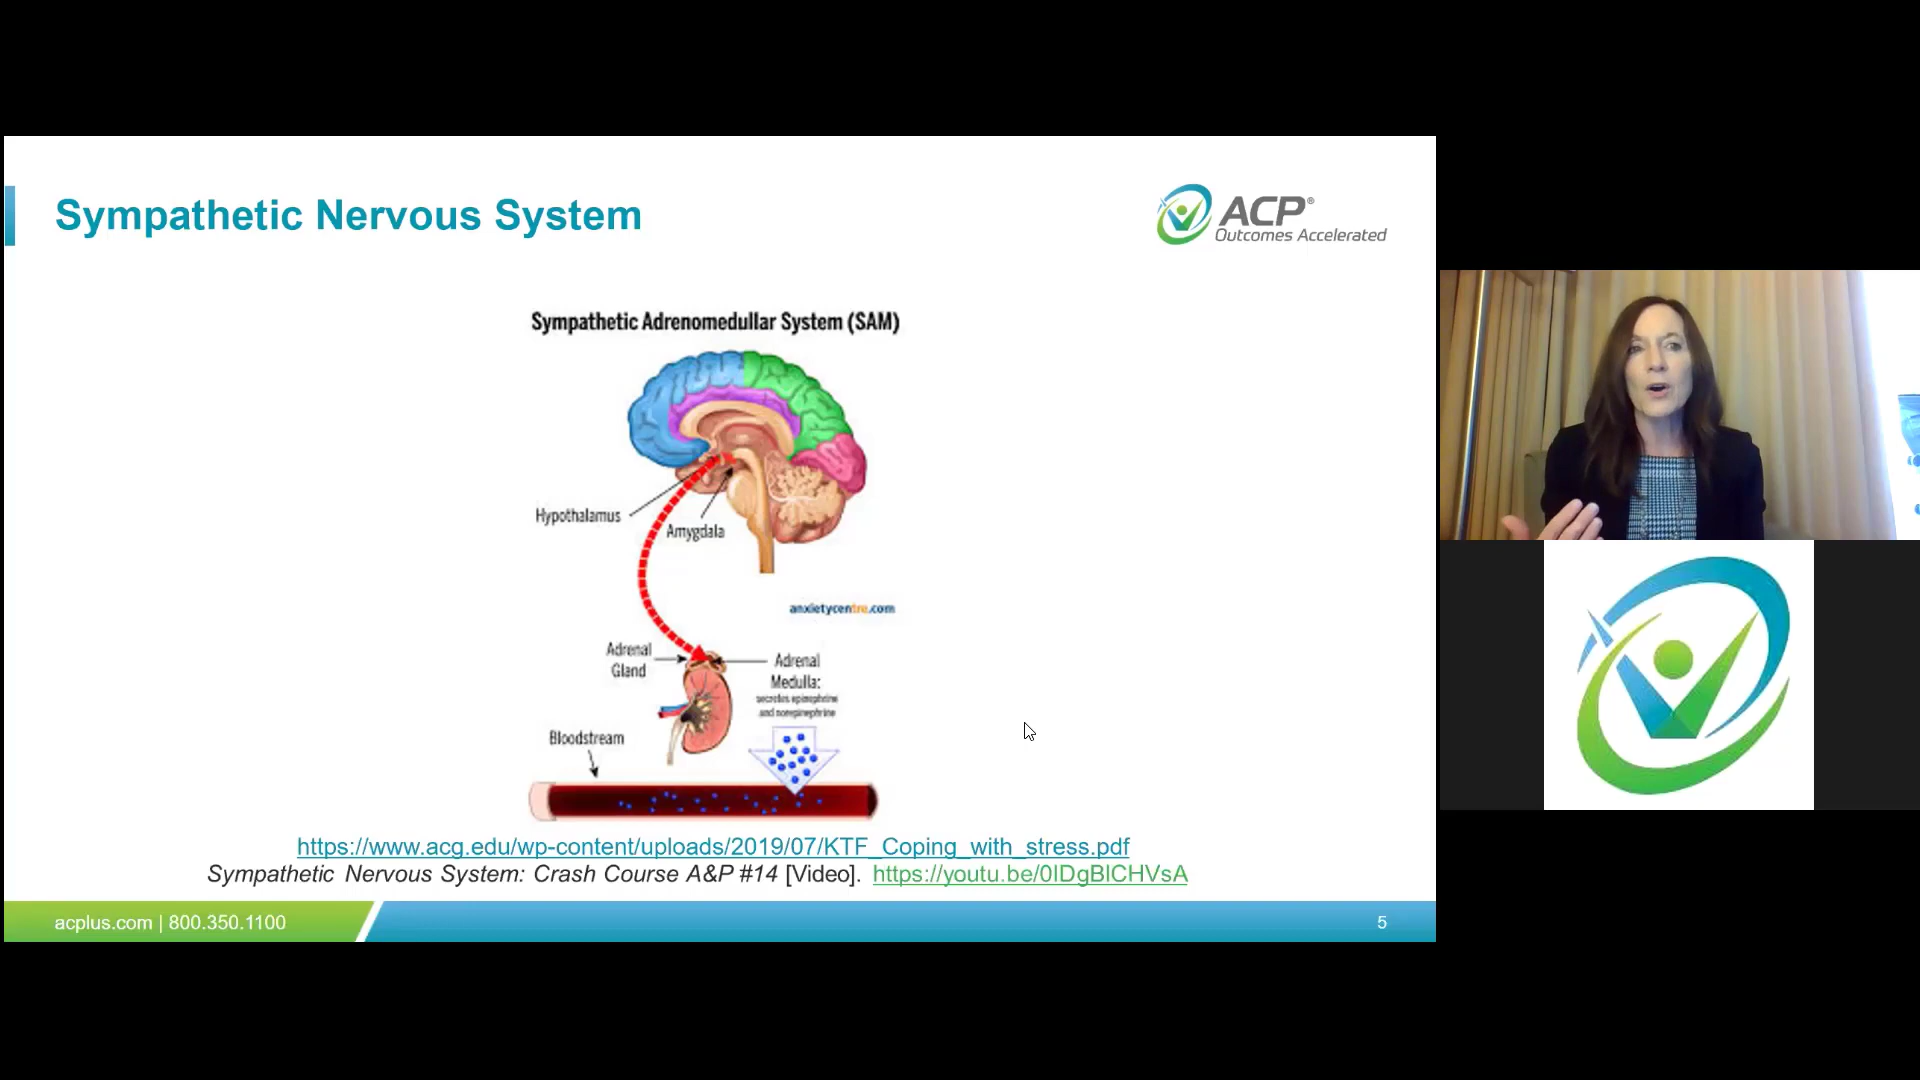 Sympathetic Nervous System
ACP®
Outcomes Accelerated
Sympathetic Adrenomedullar System (SAM)
Hypothalamus
Amygdala
anxietycentre.com
Adrenal
Gland
Adrenal
Medulla:
secretes epinephrine
and norepinephrine
Bloodstream
https://www.acg.edu/wp-content/uploads/2019/07/KTF_Coping_with_stress.pdf
Sympathetic Nervous System: Crash Course A&P #14 [Video]. https://youtu.be/0IDgBlCHVsA
acplus.com | 800.350.1100
5